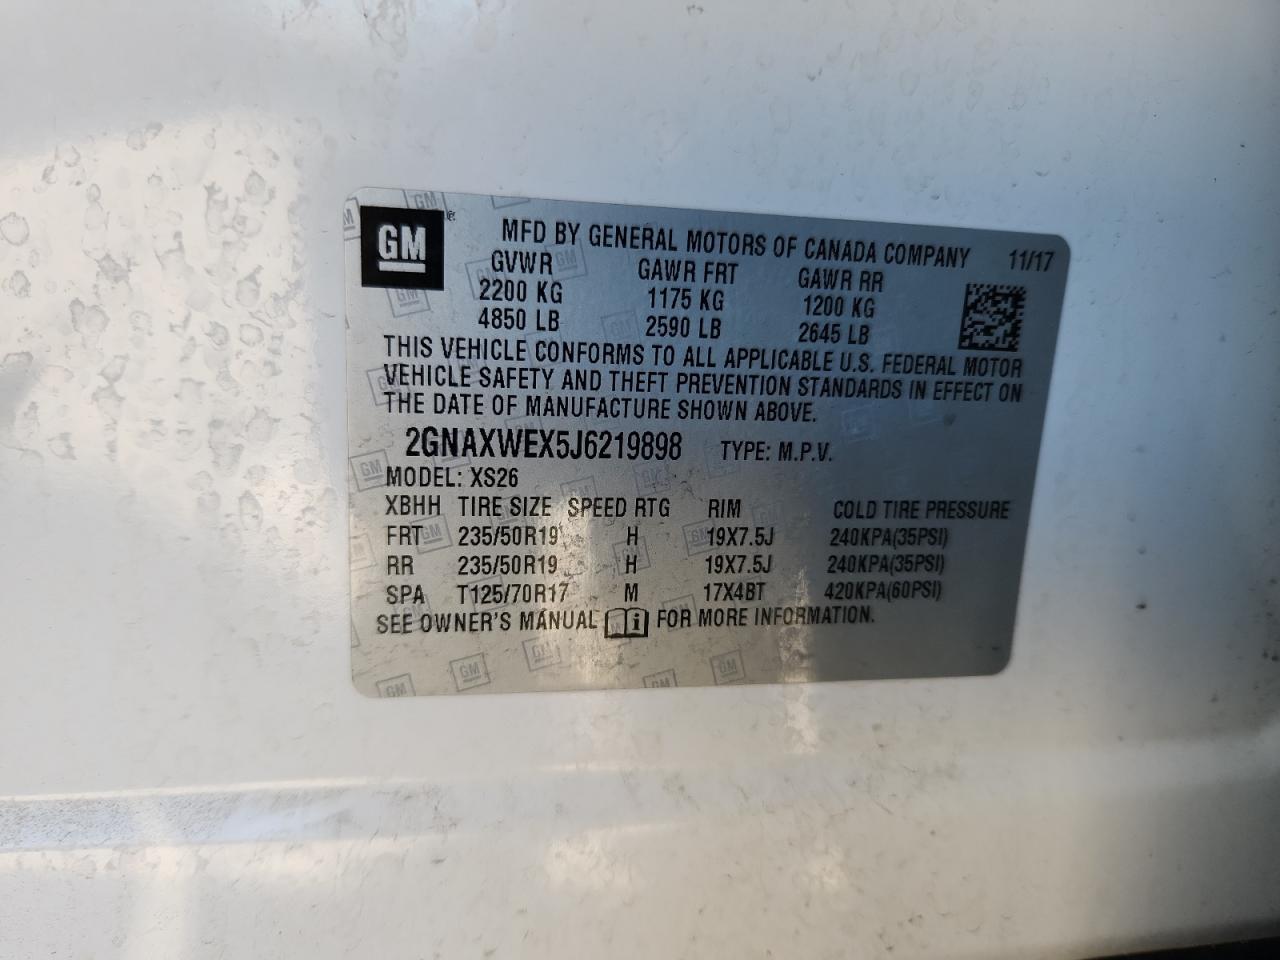 GM
MFD BY GENERAL MOTORS OF CANADA COMPANY 11/17
GVWR GAWR FRT GAWR RR
2200 KG 1175 KG 1200 KG
4850 LB 2590 LB 2645 LB
THIS VEHICLE CONFORMS TO ALL APPLICABLE U.S. FEDERAL MOTOR
VEHICLE SAFETY AND THEFT PREVENTION STANDARDS IN EFFECT ON
THE DATE OF MANUFACTURE SHOWN ABOVE.
2GNAXWEX5J6219898 TYPE: M.P.V.
MODEL: XS26
XBHH TIRE SIZE SPEED RTG RIM COLD TIRE PRESSURE
FRT 235/50R19 H 19X7.5J 240KPA(35PSI)
RR 235/50R19 H 19X7.5J 240KPA(35PSI)
SPA T125/70R17 M 17X4BT 420KPA(60PSI)
SEE OWNER'S MANUAL FOR MORE INFORMATION.